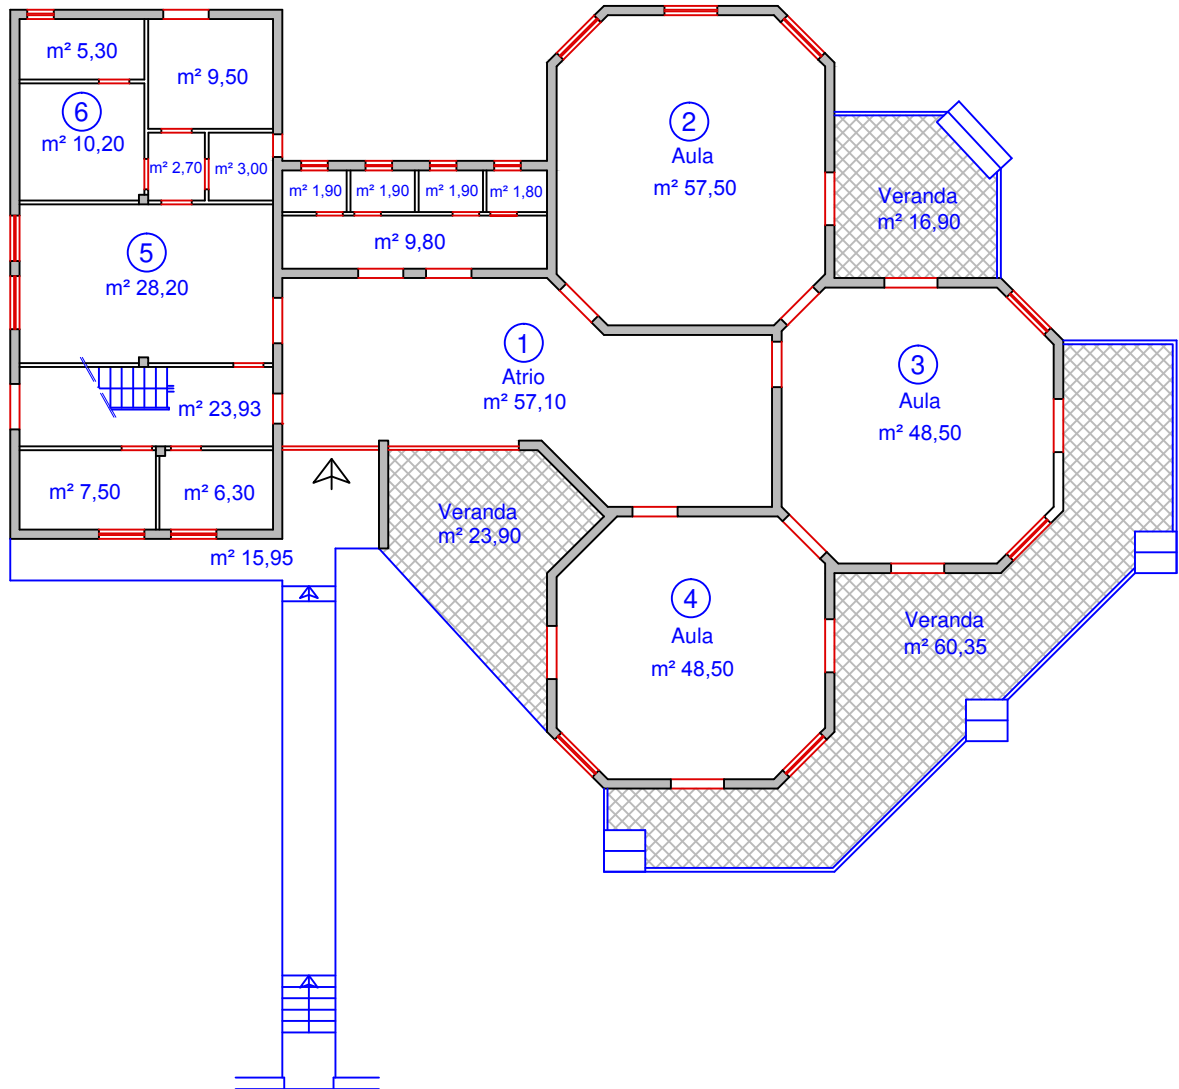 m² 5,30
m² 9,50
6
m² 10,20
m² 2,70
m² 3,00
m² 1,90
m² 1,90
m² 1,90
m² 1,80
m² 9,80
5
m² 28,20
m² 23,93
m² 7,50
m² 6,30
m² 15,95
1
Atrio
m² 57,10
2
Aula
m² 57,50
Veranda
m² 16,90
3
Aula
m² 48,50
Veranda
m² 23,90
4
Aula
m² 48,50
Veranda
m² 60,35